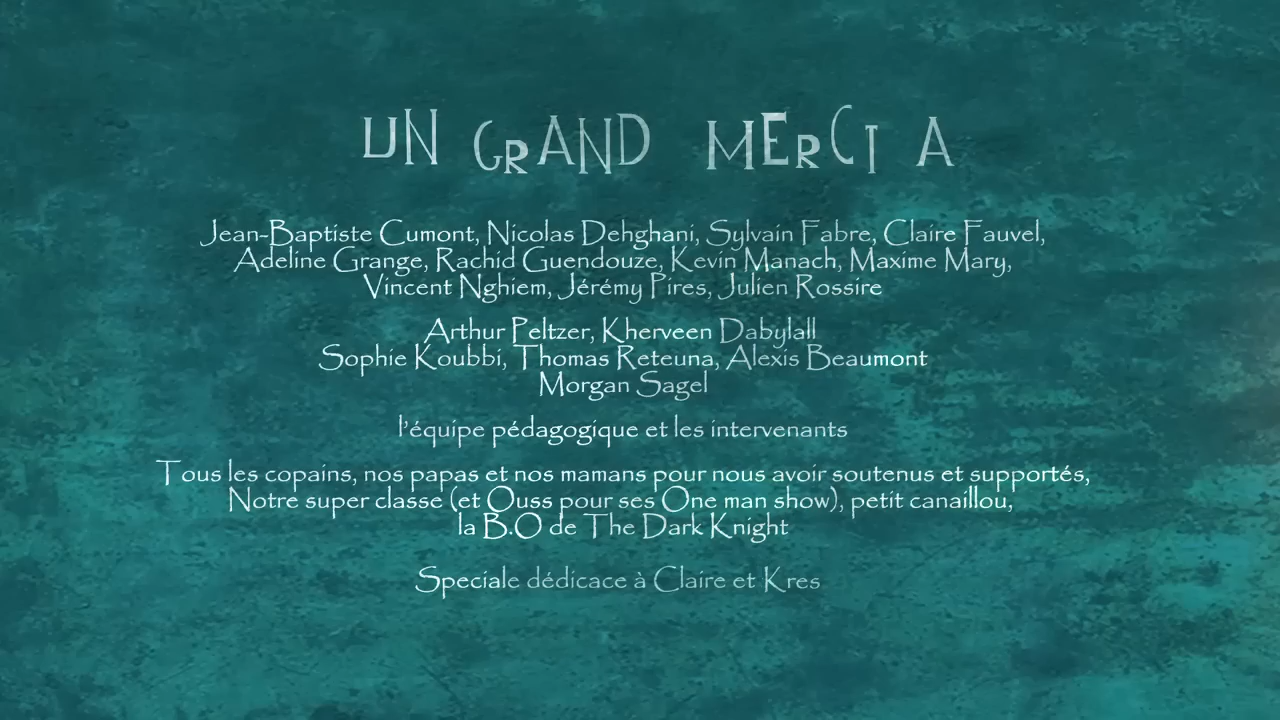 UN GRAND MERCI A
Jean-Baptiste Cumont, Nicolas Dehghani, Sylvain Fabre, Claire Fauvel,
Adeline Grange, Rachid Guendouze, Kevin Manach, Maxime Mary,
Vincent Nghiem, Jérémy Pires, Julien Rossire
Arthur Peltzer, Kherveen Dabylall
Sophie Koubbi, Thomas Reteuna, Alexis Beaumont
Morgan Sagel
l'équipe pédagogique et les intervenants
Tous les copains, nos papas et nos mamans pour nous avoir soutenus et supportés,
Notre super classe (et Ouss pour ses One man show), petit canaillou,
la B.O de The Dark Knight
Speciale dédicace à Claire et Kres